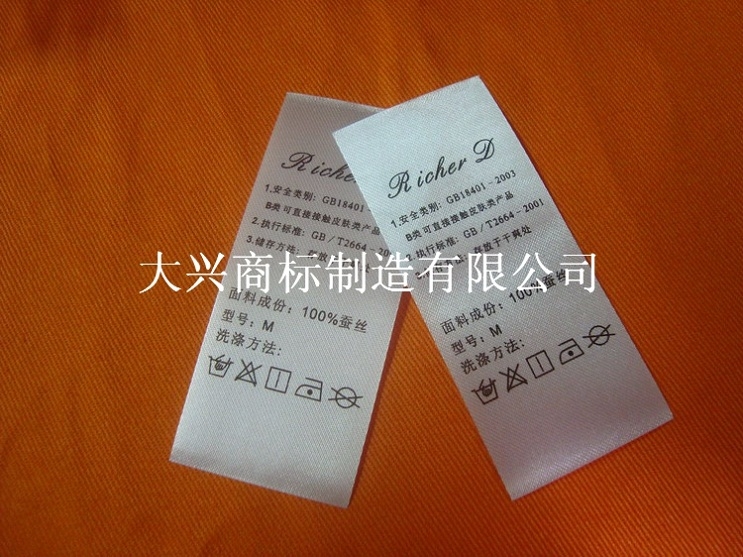 Richer
1.安全类别: GB18401-
B类可直接接触皮肤类产品
2.执行标准: GB/T2664-2001
3.储存方法:
面料成份: 100%蚕丝
型号: M
洗涤方法:
Richer D
1.安全类别: GB18401-2003
B类可直接接触皮肤类产品
2.执行标准: GB/T2664-2001
存放于干爽处
面料成份: 100%蚕丝
型号: M
洗涤方法:
大兴商标制造有限公司